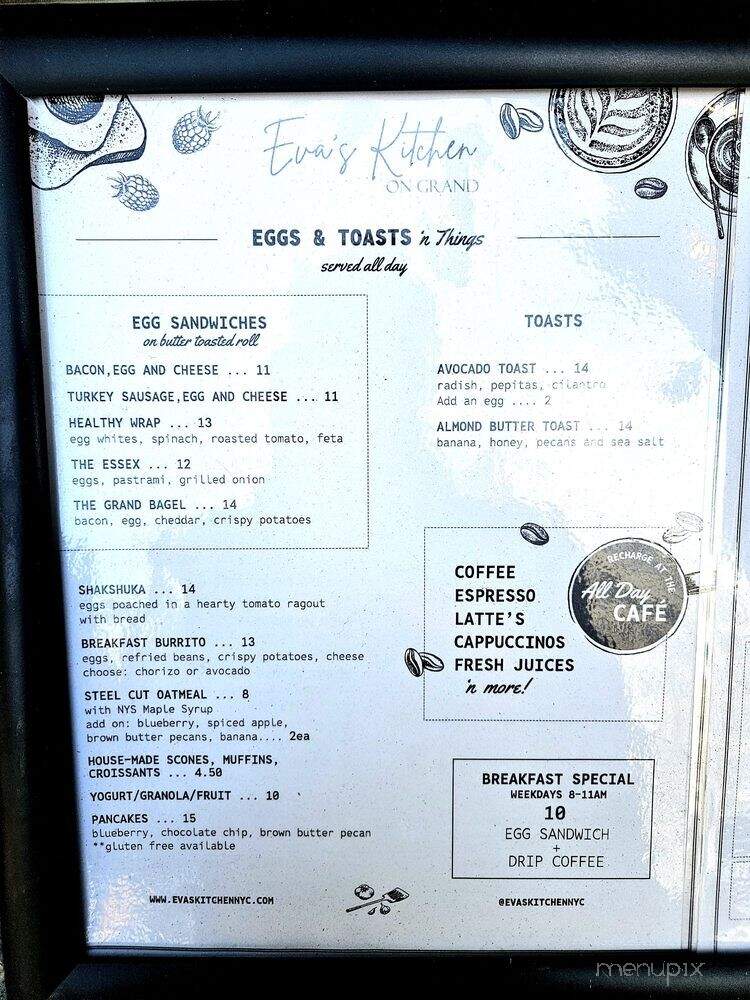 Eva's Kitchen
ON GRAND
EGGS & TOASTS 'n Things
served all day
EGG SANDWICHES
on butter toasted roll
BACON,EGG AND CHEESE ... 11
TURKEY SAUSAGE,EGG AND CHEESE ... 11
HEALTHY WRAP ... 13
egg whites, spinach, roasted tomato, feta
THE ESSEX ... 12
eggs, pastrami, grilled onion
THE GRAND BAGEL ... 14
bacon, egg, cheddar, crispy potatoes
SHAKSHUKA ... 14
eggs poached in a hearty tomato ragout
with bread
BREAKFAST BURRITO ... 13
eggs, refried beans, crispy potatoes, cheese
choose: chorizo or avocado
STEEL CUT OATMEAL ... 8
with NYS Maple Syrup
add on: blueberry, spiced apple,
brown butter pecans, banana.... 2ea
HOUSE-MADE SCONES, MUFFINS,
CROISSANTS ... 4.50
YOGURT/GRANOLA/FRUIT ... 10
PANCAKES ... 15
blueberry, chocolate chip, brown butter pecan
**gluten free available
TOASTS
AVOCADO TOAST ... 14
radish, pepitas, cilantro
Add an egg .... 2
ALMOND BUTTER TOAST ... 14
banana, honey, pecans and sea salt
COFFEE
ESPRESSO
LATTE'S
CAPPUCCINOS
FRESH JUICES
'n more!
RECHARGE AT THE
All Day
CAFÉ
BREAKFAST SPECIAL
WEEKDAYS 8-11AM
10
EGG SANDWICH
+
DRIP COFFEE
WWW.EVASKITCHENNYC.COM
@EVASKITCHENNYC
menupix